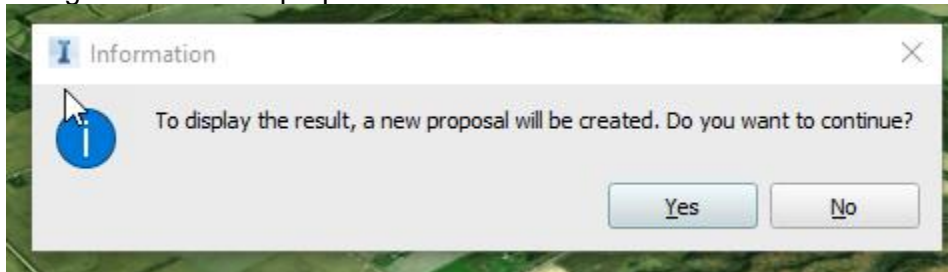 Information
To display the result, a new proposal will be created. Do you want to continue?
Yes
No